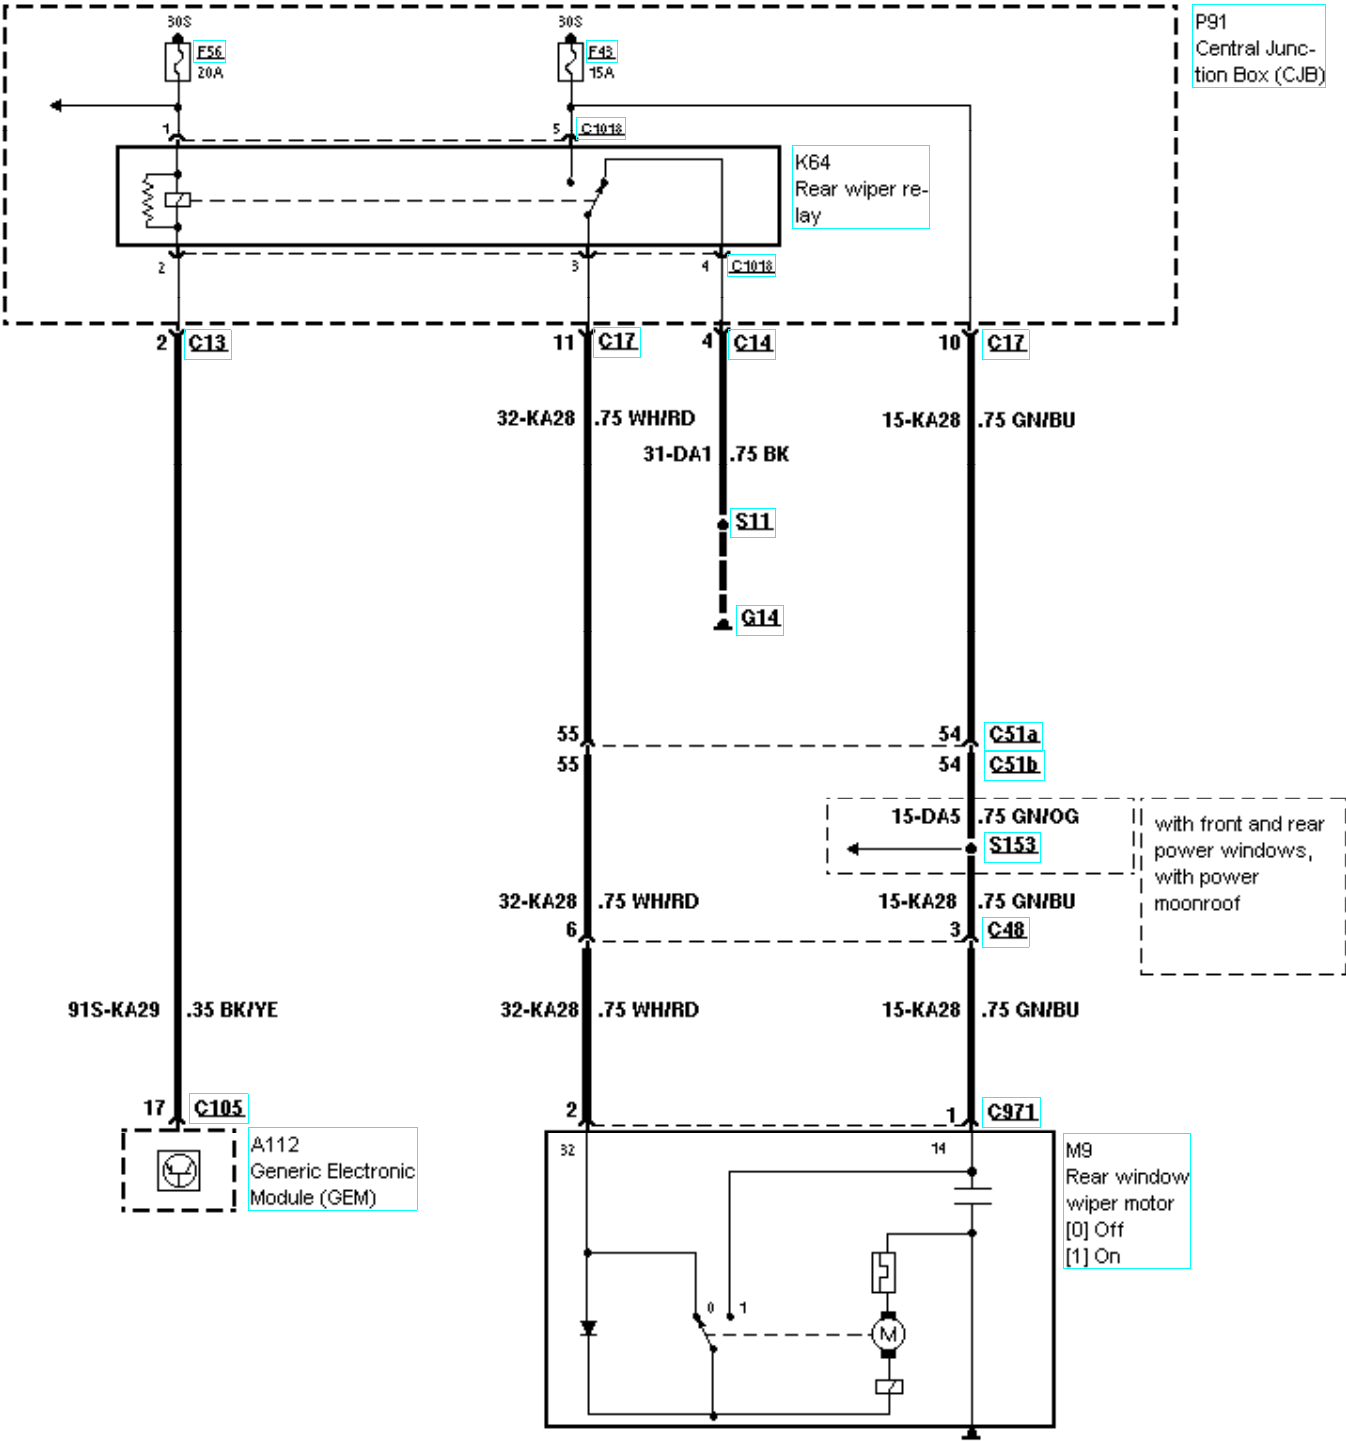 30S
30S
P91
Central Junc-
tion Box (CJB)
F56
20A
F43
15A
1
5
C1018
K64
Rear wiper re-
lay
2
3
4
C1018
2
C13
11
C17
4
C14
10
C17
32-KA28
.75 WH/RD
15-KA28
.75 GN/BU
31-DA1
.75 BK
S11
G14
55
54
C51a
55
54
C51b
15-DA5
.75 GN/OG
S153
with front and rear
power windows,
with power
moonroof
32-KA28
.75 WH/RD
15-KA28
.75 GN/BU
6
3
C48
91S-KA29
.35 BK/YE
32-KA28
.75 WH/RD
15-KA28
.75 GN/BU
17
C105
2
1
C971
A112
Generic Electronic
Module (GEM)
32
14
M9
Rear window
wiper motor
[0] Off
[1] On
0
1
M